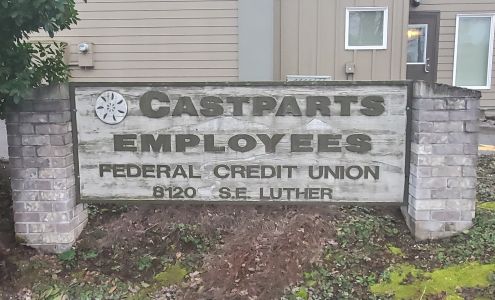 CASTPARTS
EMPLOYEES
FEDERAL CREDIT UNION
8120 S.E. LUTHER